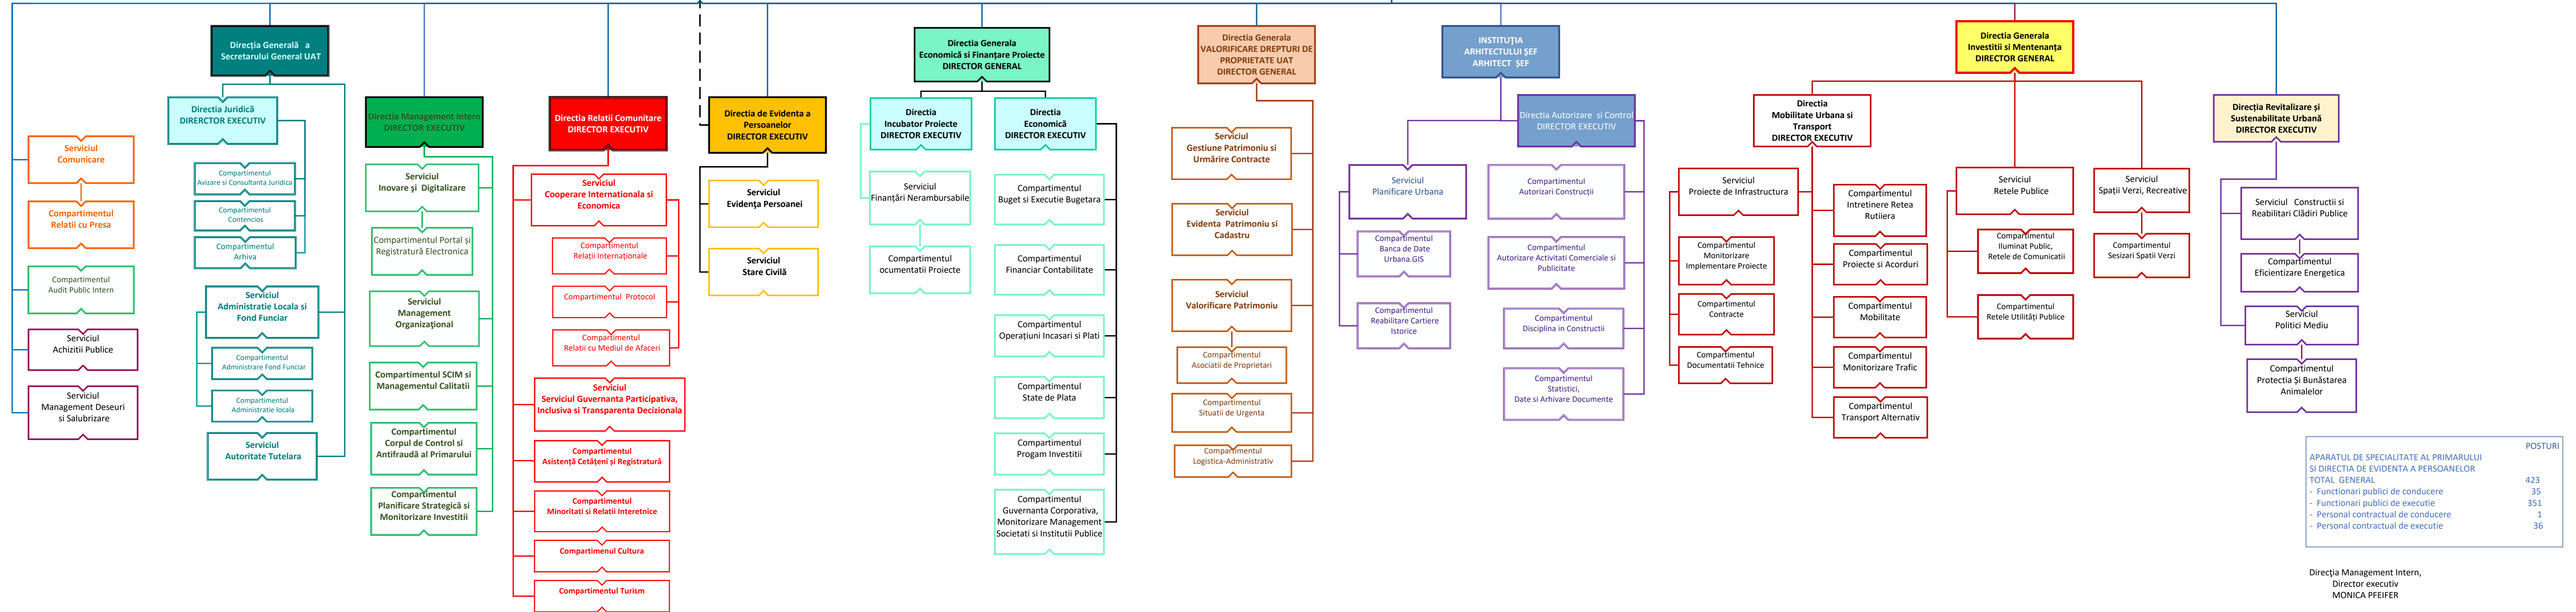 Direcția Generală  a
Secretarului General UAT
Directia Juridică
DIRERCTOR EXECUTIV
Compartimentul
Avizare si Consultanta Juridica
Compartimentul
Contencios
Compartimentul
Arhiva
Serviciul
Administratie Locala si
Fond Funciar
Compartimentul
Administrare Fond Funciar
Compartimentul
Administratie locala
Serviciul
Autoritate Tutelara
Serviciul
Comunicare
Compartimentul
Relatii cu Presa
Compartimentul
Audit Public Intern
Serviciul
Achizitii Publice
Serviciul
Management Deseuri
si Salubrizare
Directia Management Intern
DIRECTOR EXECUTIV
Serviciul
Inovare și  Digitalizare
Compartimentul Portal și
Registratură Electronica
Serviciul
Management
Organizațional
Compartimentul SCIM si
Managementul Calitatii
Compartimentul
Corpul de Control si
Antifraudă al Primarului
Compartimentul
Planificare Strategică si
Monitorizare Investitii
Directia Relatii Comunitare
DIRECTOR EXECUTIV
Serviciul
Cooperare Internationala si
Economica
Compartimentul
Relații Internaționale
Compartimentul  Protocol
Compartimentul
Relații cu Mediul de Afaceri
Serviciul
Serviciul Guvernanta Participativa,
Inclusiva si Transparenta Decizionala
Compartimentul
Asistență Cetățeni și Registratură
Compartimentul
Minoritati si Relatii Interetnice
Compartimenul Cultura
Compartimentul Turism
Directia de Evidenta a
Persoanelor
DIRECTOR EXECUTIV
Serviciul
Evidența Persoanei
Serviciul
Stare Civilă
Directia Generala
Economică si Finanțare Proiecte
DIRECTOR GENERAL
Directia
Incubator Proiecte
DIRECTOR EXECUTIV
Serviciul
Finanțări Nerambursabile
Compartimentul
ocumentatii Proiecte
Directia
Economică
DIRECTOR EXECUTIV
Compartimentul
Buget si Executie Bugetara
Compartimentul
Financiar Contabilitate
Compartimentul
Operațiuni Incasari si Plati
Compartimentul
State de Plata
Compartimentul
Progam Investitii
Compartimentul
Guvernanta Corporativa,
Monitorizare Management
Societati si Institutii Publice
Directia Generala
VALORIFICARE DREPTURI DE
PROPRIETATE UAT
DIRECTOR GENERAL
Serviciul
Gestiune Patrimoniu si
Urmărire Contracte
Serviciul
Evidenta  Patrimoniu si
Cadastru
Serviciul
Valorificare Patrimoniu
Compartimentul
Asociatii de Proprietari
Compartimentul
Situatii de Urgenta
Compartimentul
Logistica-Administrativ
INSTITUȚIA
ARHITECTULUI ȘEF
ARHITECT  ȘEF
Directia Autorizare  si Control
DIRECTOR EXECUTIV
Serviciul
Planificare Urbana
Compartimentul
Banca de Date
Urbana.GIS
Compartimentul
Reabilitare Cartiere
Istorice
Compartimentul
Autorizari Construcții
Compartimentul
Autorizare Activitati Comerciale si
Publicitate
Compartimentul
Disciplina in Constructii
Compartimentul
Statistici,
Date si Arhivare Documente
Directia Generala
Investitii si Mentenanța
DIRECTOR GENERAL
Directia
Mobilitate Urbana si
Transport
DIRECTOR EXECUTIV
Serviciul
Proiecte de Infrastructura
Compartimentul
Monitorizare
Implementare Proiecte
Compartimentul
Contracte
Compartimentul
Documentatii Tehnice
Compartimentul
Intretinere Retea
Rutiiera
Compartimentul
Proiecte si Acorduri
Compartimentul
Mobilitate
Compartimentul
Monitorizare Trafic
Compartimentul
Transport Alternativ
Serviciul
Retele Publice
Compartimentul
Iluminat Public,
Retele de Comunicatii
Compartimentul
Retele Utilități Publice
Serviciul
Spații Verzi, Recreative
Compartimentul
Sesizari Spatii Verzi
Direcția Revitalizare și
Sustenabilitate Urbană
DIRECTOR EXECUTIV
Serviciul   Constructii si
Reabilitari Clădiri Publice
Compartimentul
Eficientizare Energetica
Serviciul
Politici Mediu
Compartimentul
Protectia Și Bunăstarea
Animalelor
POSTURI
APARATUL DE SPECIALITATE AL PRIMARULUI
SI DIRECTIA DE EVIDENTA A PERSOANELOR
TOTAL  GENERAL 423
-  Functionari publici de conducere 35
-  Functionari publici de executie 351
-  Personal contractual de conducere 1
-  Personal contractual de executie 36
Direcția Management Intern,
Director executiv
MONICA PFEIFER